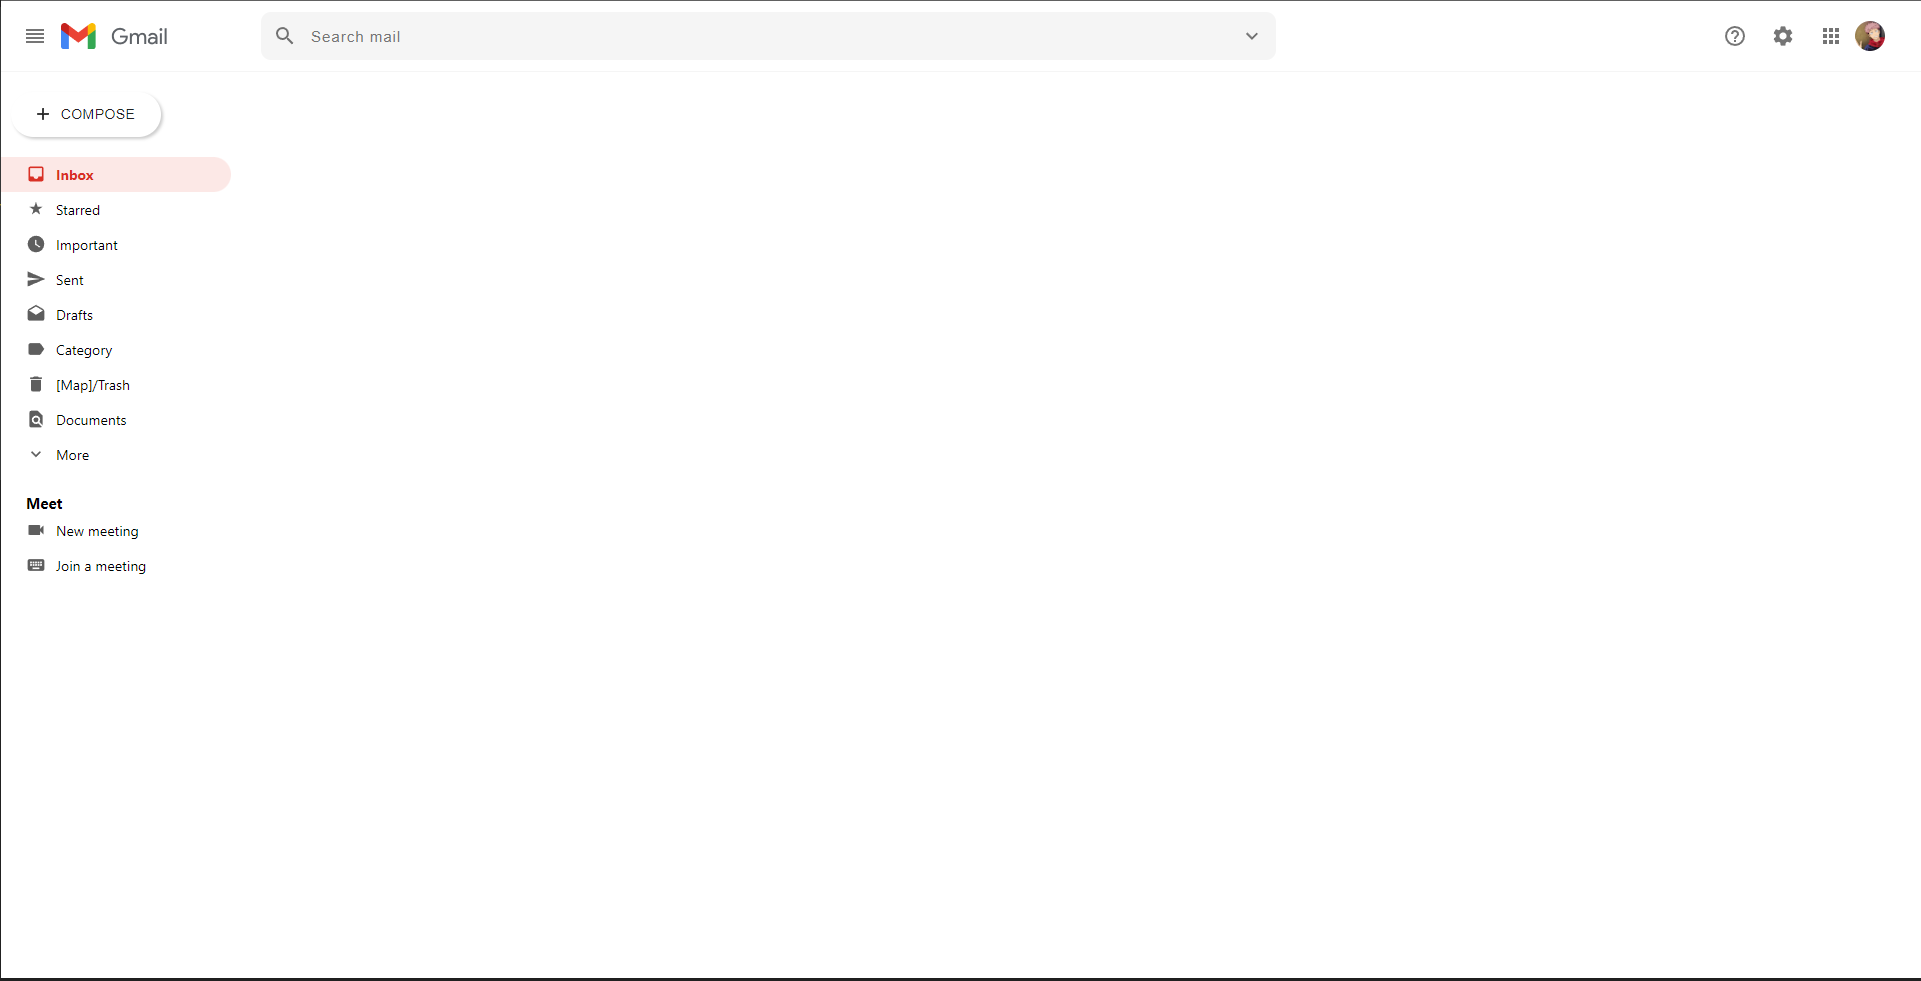 Gmail
Search mail
COMPOSE
Inbox
Starred
Important
Sent
Drafts
Category
[Map]/Trash
Documents
More
Meet
New meeting
Join a meeting